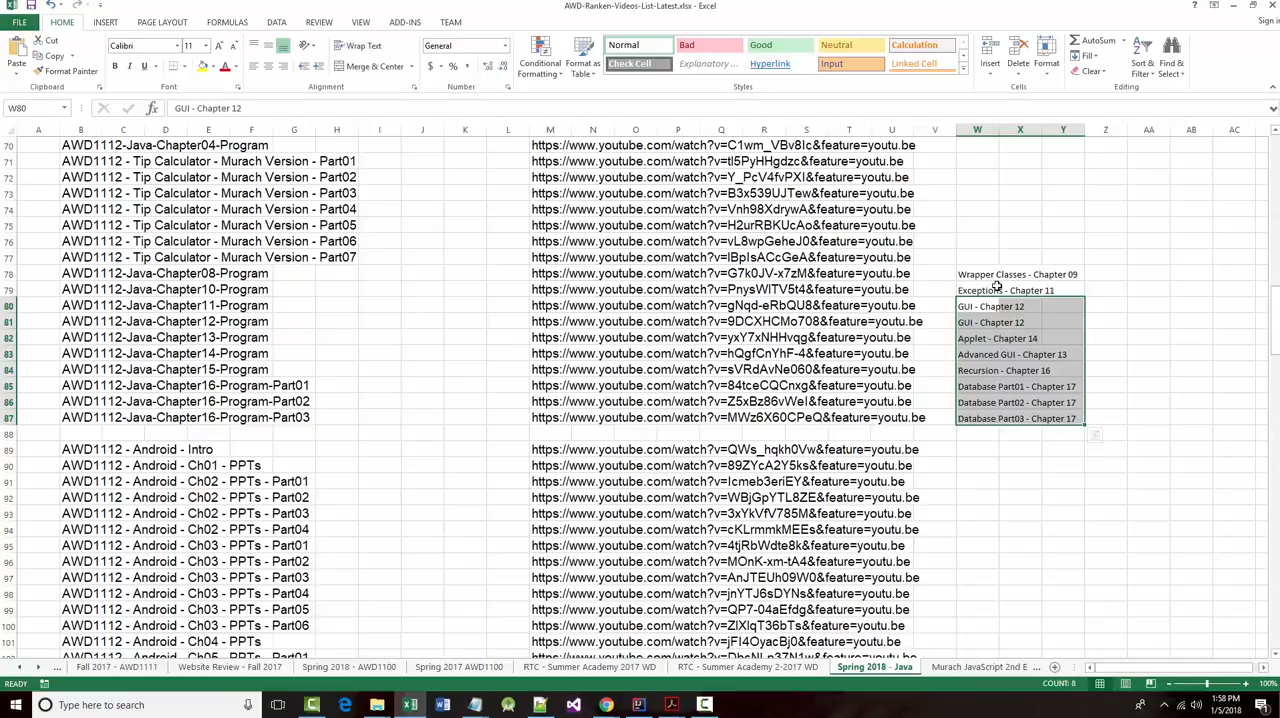 AWD-Ranken-Videos-List-Latest.xlsx - Excel
FILE HOME INSERT PAGE LAYOUT FORMULAS DATA REVIEW VIEW ADD-INS TEAM Sign in
Paste Cut Copy Format Painter Clipboard
Calibri 11 Font
Wrap Text Merge & Center Alignment
General Number
Conditional Formatting Format as Table
Normal Bad Good Neutral Calculation
Check Cell Explanatory ... Hyperlink Input Linked Cell
Styles
Insert Delete Format Cells
AutoSum Fill Clear Sort & Filter Find & Select Editing
W80 GUI - Chapter 12
A B C D E F G H I J K L M N O P Q R S T U V W X Y Z AA AB AC
70 AWD1112-Java-Chapter04-Program https://www.youtube.com/watch?v=C1wm_VBv8Ic&feature=youtu.be
71 AWD1112 - Tip Calculator - Murach Version - Part01 https://www.youtube.com/watch?v=tl5PyHHgdzc&feature=youtu.be
72 AWD1112 - Tip Calculator - Murach Version - Part02 https://www.youtube.com/watch?v=Y_PcV4fvPXI&feature=youtu.be
73 AWD1112 - Tip Calculator - Murach Version - Part03 https://www.youtube.com/watch?v=B3x539UJTew&feature=youtu.be
74 AWD1112 - Tip Calculator - Murach Version - Part04 https://www.youtube.com/watch?v=Vnh98XdrywA&feature=youtu.be
75 AWD1112 - Tip Calculator - Murach Version - Part05 https://www.youtube.com/watch?v=H2urRBKUcAo&feature=youtu.be
76 AWD1112 - Tip Calculator - Murach Version - Part06 https://www.youtube.com/watch?v=vL8wpGeheJ0&feature=youtu.be
77 AWD1112 - Tip Calculator - Murach Version - Part07 https://www.youtube.com/watch?v=lBpIsACcGeA&feature=youtu.be
78 AWD1112-Java-Chapter08-Program https://www.youtube.com/watch?v=G7k0JV-x7zM&feature=youtu.be Wrapper Classes - Chapter 09
79 AWD1112-Java-Chapter10-Program https://www.youtube.com/watch?v=PnysWlTV5t4&feature=youtu.be Exceptions - Chapter 11
80 AWD1112-Java-Chapter11-Program https://www.youtube.com/watch?v=gNqd-eRbQU8&feature=youtu.be GUI - Chapter 12
81 AWD1112-Java-Chapter12-Program https://www.youtube.com/watch?v=9DCXHCMo708&feature=youtu.be GUI - Chapter 12
82 AWD1112-Java-Chapter13-Program https://www.youtube.com/watch?v=yxY7xNHHvqg&feature=youtu.be Applet - Chapter 14
83 AWD1112-Java-Chapter14-Program https://www.youtube.com/watch?v=hQgfCnYhF-4&feature=youtu.be Advanced GUI - Chapter 13
84 AWD1112-Java-Chapter15-Program https://www.youtube.com/watch?v=sVRdAvNe060&feature=youtu.be Recursion - Chapter 16
85 AWD1112-Java-Chapter16-Program-Part01 https://www.youtube.com/watch?v=84tceCQCnxg&feature=youtu.be Database Part01 - Chapter 17
86 AWD1112-Java-Chapter16-Program-Part02 https://www.youtube.com/watch?v=Z5xBz86vWeI&feature=youtu.be Database Part02 - Chapter 17
87 AWD1112-Java-Chapter16-Program-Part03 https://www.youtube.com/watch?v=MWz6X60CPeQ&feature=youtu.be Database Part03 - Chapter 17
88
89 AWD1112 - Android - Intro https://www.youtube.com/watch?v=QWs_hqkh0Vw&feature=youtu.be
90 AWD1112 - Android - Ch01 - PPTs https://www.youtube.com/watch?v=89ZYcA2Y5ks&feature=youtu.be
91 AWD1112 - Android - Ch02 - PPTs - Part01 https://www.youtube.com/watch?v=Icmeb3eriEY&feature=youtu.be
92 AWD1112 - Android - Ch02 - PPTs - Part02 https://www.youtube.com/watch?v=WBjGpYTL8ZE&feature=youtu.be
93 AWD1112 - Android - Ch02 - PPTs - Part03 https://www.youtube.com/watch?v=3xYkVfV785M&feature=youtu.be
94 AWD1112 - Android - Ch02 - PPTs - Part04 https://www.youtube.com/watch?v=cKLrmmkMEEs&feature=youtu.be
95 AWD1112 - Android - Ch03 - PPTs - Part01 https://www.youtube.com/watch?v=4tjRbWdte8k&feature=youtu.be
96 AWD1112 - Android - Ch03 - PPTs - Part02 https://www.youtube.com/watch?v=MOnK-xm-tA4&feature=youtu.be
97 AWD1112 - Android - Ch03 - PPTs - Part03 https://www.youtube.com/watch?v=AnJTEUh09W0&feature=youtu.be
98 AWD1112 - Android - Ch03 - PPTs - Part04 https://www.youtube.com/watch?v=jnYTJ6sDYNs&feature=youtu.be
99 AWD1112 - Android - Ch03 - PPTs - Part05 https://www.youtube.com/watch?v=QP7-04aEfdg&feature=youtu.be
100 AWD1112 - Android - Ch03 - PPTs - Part06 https://www.youtube.com/watch?v=ZlXlqT36bTs&feature=youtu.be
101 AWD1112 - Android - Ch04 - PPTs https://www.youtube.com/watch?v=jFI4OyacBj0&feature=youtu.be
... Fall 2017 - AWD1111 Website Review - Fall 2017 Spring 2018 - AWD1100 Spring 2017 AWD1100 RTC - Summer Academy 2017 WD RTC - Summer Academy 2-2017 WD Spring 2018 - Java Murach JavaScript 2nd E ...
READY COUNT: 8 100%
Type here to search 1:58 PM
1/5/2018